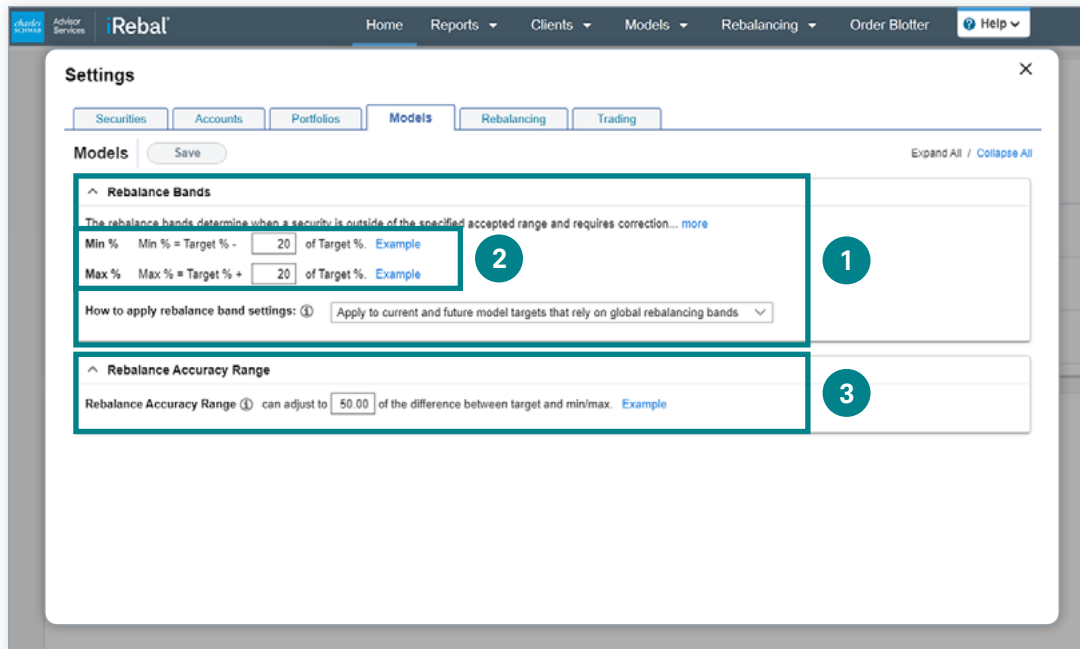 charles SCHWAB Advisor Services iRebal® Home Reports Clients Models Rebalancing Order Blotter ? Help
Settings ×
Securities Accounts Portfolios Models Rebalancing Trading
Models Save Expand All / Collapse All
Rebalance Bands
The rebalance bands determine when a security is outside of the specified accepted range and requires correction... more
Min % Min % = Target % - 20 of Target %. Example
2
1
Max % Max % = Target % + 20 of Target %. Example
How to apply rebalance band settings: ⓘ Apply to current and future model targets that rely on global rebalancing bands
Rebalance Accuracy Range
3
Rebalance Accuracy Range ⓘ can adjust to 50.00 of the difference between target and min/max. Example